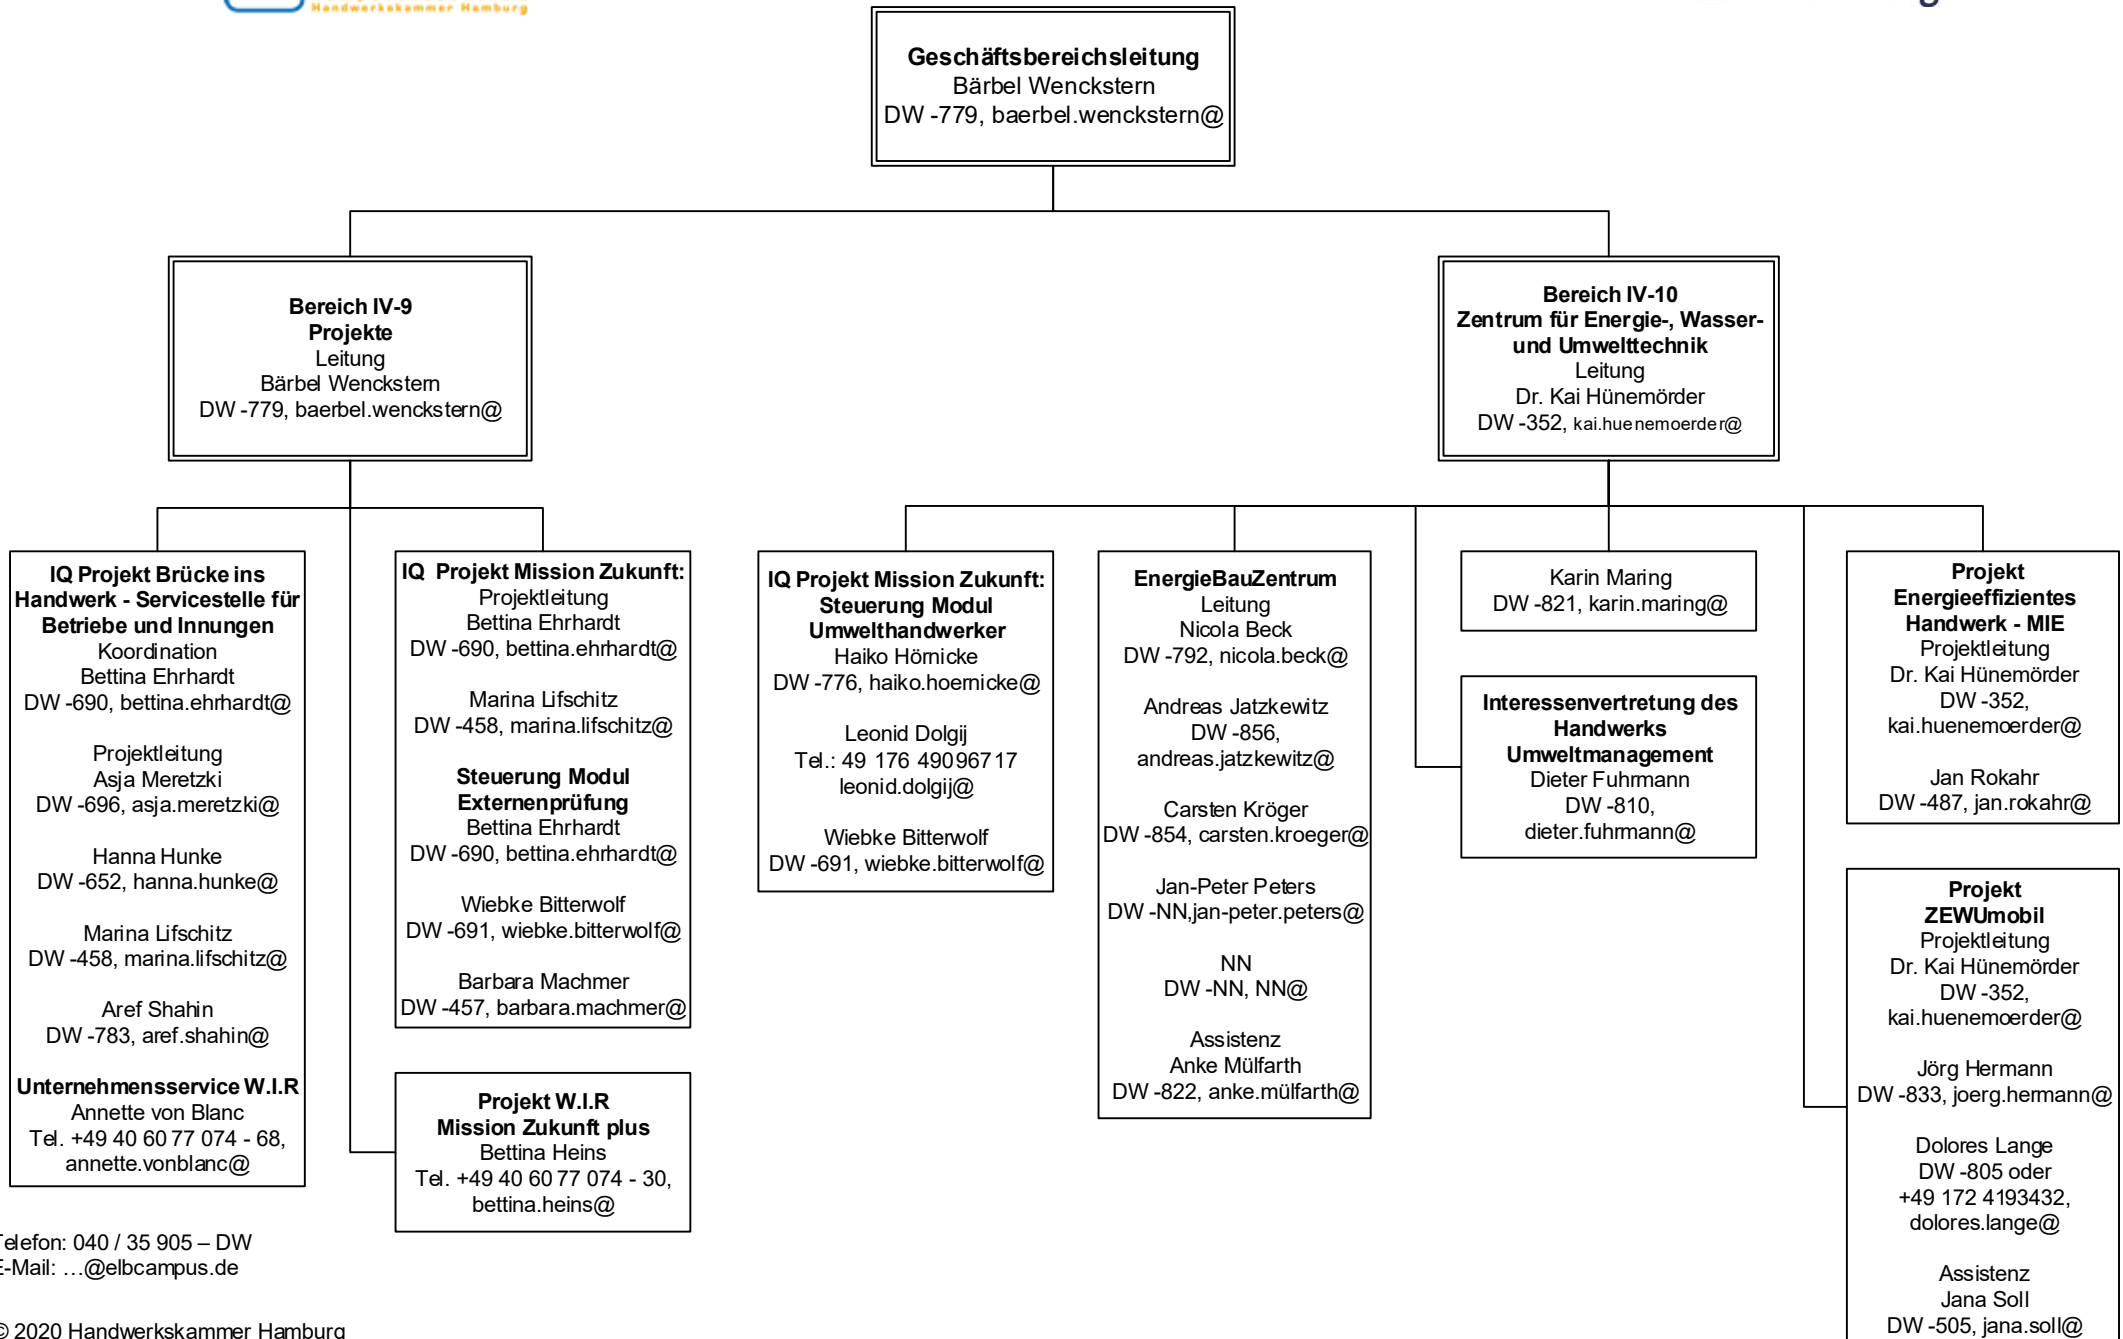 Handwerkskammer Hamburg
Geschäftsbereichsleitung
Bärbel Wenckstern
DW -779, baerbel.wenckstern@
Bereich IV-9
Projekte
Leitung
Bärbel Wenckstern
DW -779, baerbel.wenckstern@
Bereich IV-10
Zentrum für Energie-, Wasser-
und Umwelttechnik
Leitung
Dr. Kai Hünemörder
DW -352, kai.huenemoerder@
IQ Projekt Brücke ins
Handwerk - Servicestelle für
Betriebe und Innungen
Koordination
Bettina Ehrhardt
DW -690, bettina.ehrhardt@
Projektleitung
Asja Meretzki
DW -696, asja.meretzki@
Hanna Hunke
DW -652, hanna.hunke@
Marina Lifschitz
DW -458, marina.lifschitz@
Aref Shahin
DW -783, aref.shahin@
Unternehmensservice W.I.R
Annette von Blanc
Tel. +49 40 60 77 074 - 68,
annette.vonblanc@
IQ Projekt Mission Zukunft:
Projektleitung
Bettina Ehrhardt
DW -690, bettina.ehrhardt@
Marina Lifschitz
DW -458, marina.lifschitz@
Steuerung Modul
Externenprüfung
Bettina Ehrhardt
DW -690, bettina.ehrhardt@
Wiebke Bitterwolf
DW -691, wiebke.bitterwolf@
Barbara Machmer
DW -457, barbara.machmer@
Projekt W.I.R
Mission Zukunft plus
Bettina Heins
Tel. +49 40 60 77 074 - 30,
bettina.heins@
IQ Projekt Mission Zukunft:
Steuerung Modul
Umwelthandwerker
Haiko Hörnicke
DW -776, haiko.hoernicke@
Leonid Dolgij
Tel.: 49 176 49096717
leonid.dolgij@
Wiebke Bitterwolf
DW -691, wiebke.bitterwolf@
EnergieBauZentrum
Leitung
Nicola Beck
DW -792, nicola.beck@
Andreas Jatzkewitz
DW -856,
andreas.jatzkewitz@
Carsten Kröger
DW -854, carsten.kroeger@
Jan-Peter Peters
DW -NN,jan-peter.peters@
NN
DW -NN, NN@
Assistenz
Anke Mülfarth
DW -822, anke.mülfarth@
Karin Maring
DW -821, karin.maring@
Interessenvertretung des
Handwerks
Umweltmanagement
Dieter Fuhrmann
DW -810,
dieter.fuhrmann@
Projekt
Energieeffizientes
Handwerk - MIE
Projektleitung
Dr. Kai Hünemörder
DW -352,
kai.huenemoerder@
Jan Rokahr
DW -487, jan.rokahr@
Projekt
ZEWUmobil
Projektleitung
Dr. Kai Hünemörder
DW -352,
kai.huenemoerder@
Jörg Hermann
DW -833, joerg.hermann@
Dolores Lange
DW -805 oder
+49 172 4193432,
dolores.lange@
Assistenz
Jana Soll
DW -505, jana.soll@
Telefon: 040 / 35 905 – DW
E-Mail: …@elbcampus.de
© 2020 Handwerkskammer Hamburg